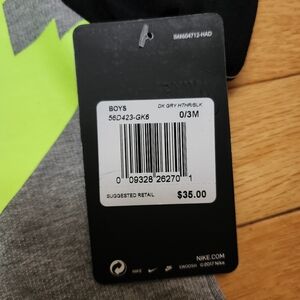 BOYS DK GRY HTHR/BLK
56D423-GK6 0/3M
0 09328 26270 1
SUGGESTED RETAIL $35.00
NIKE.COM